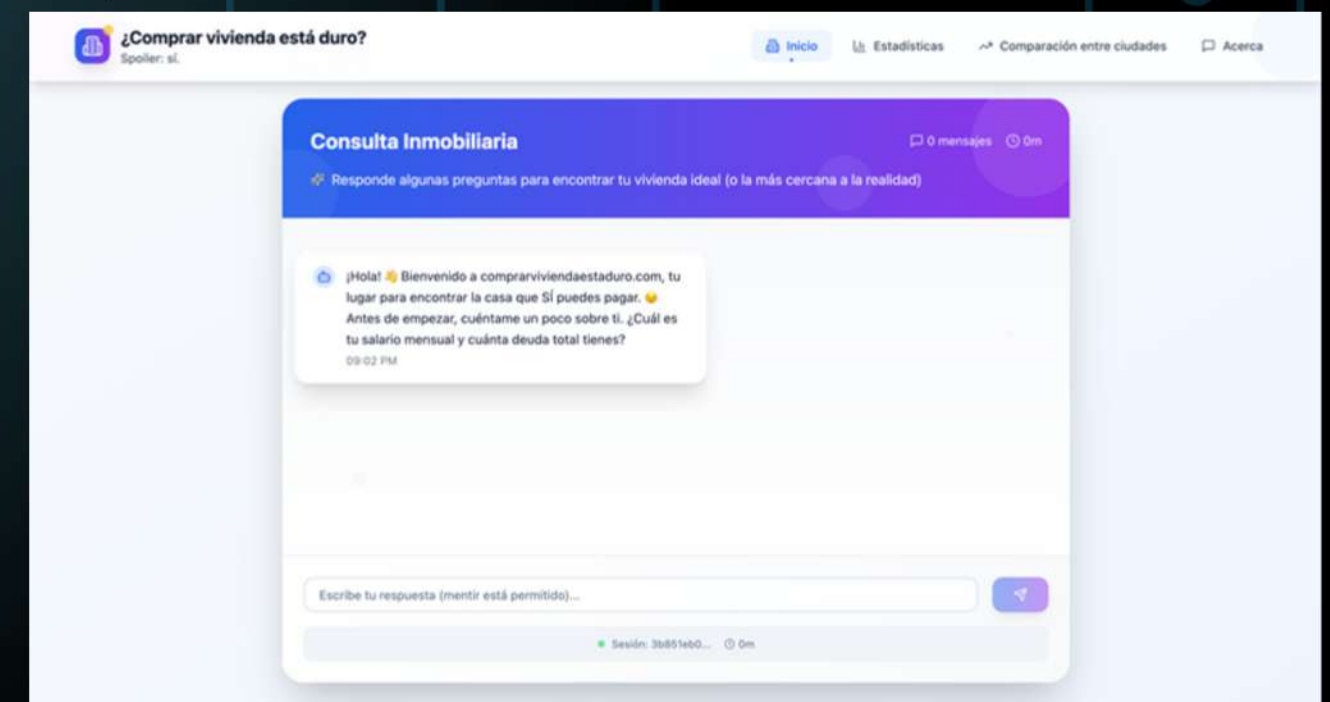 ¿Comprar vivienda está duro?
Spoiler: sí.
Inicio
Estadísticas
Comparación entre ciudades
Acerca
Consulta Inmobiliaria
0 mensajes 0m
Responde algunas preguntas para encontrar tu vivienda ideal (o la más cercana a la realidad)
¡Hola! 👋 Bienvenido a comprarviviendaestaduro.com, tu
lugar para encontrar la casa que SÍ puedes pagar. 😉
Antes de empezar, cuéntame un poco sobre ti. ¿Cuál es
tu salario mensual y cuánta deuda total tienes?
09:02 PM
Escribe tu respuesta (mentir está permitido)...
Sesión: 3b851eb0... 0m